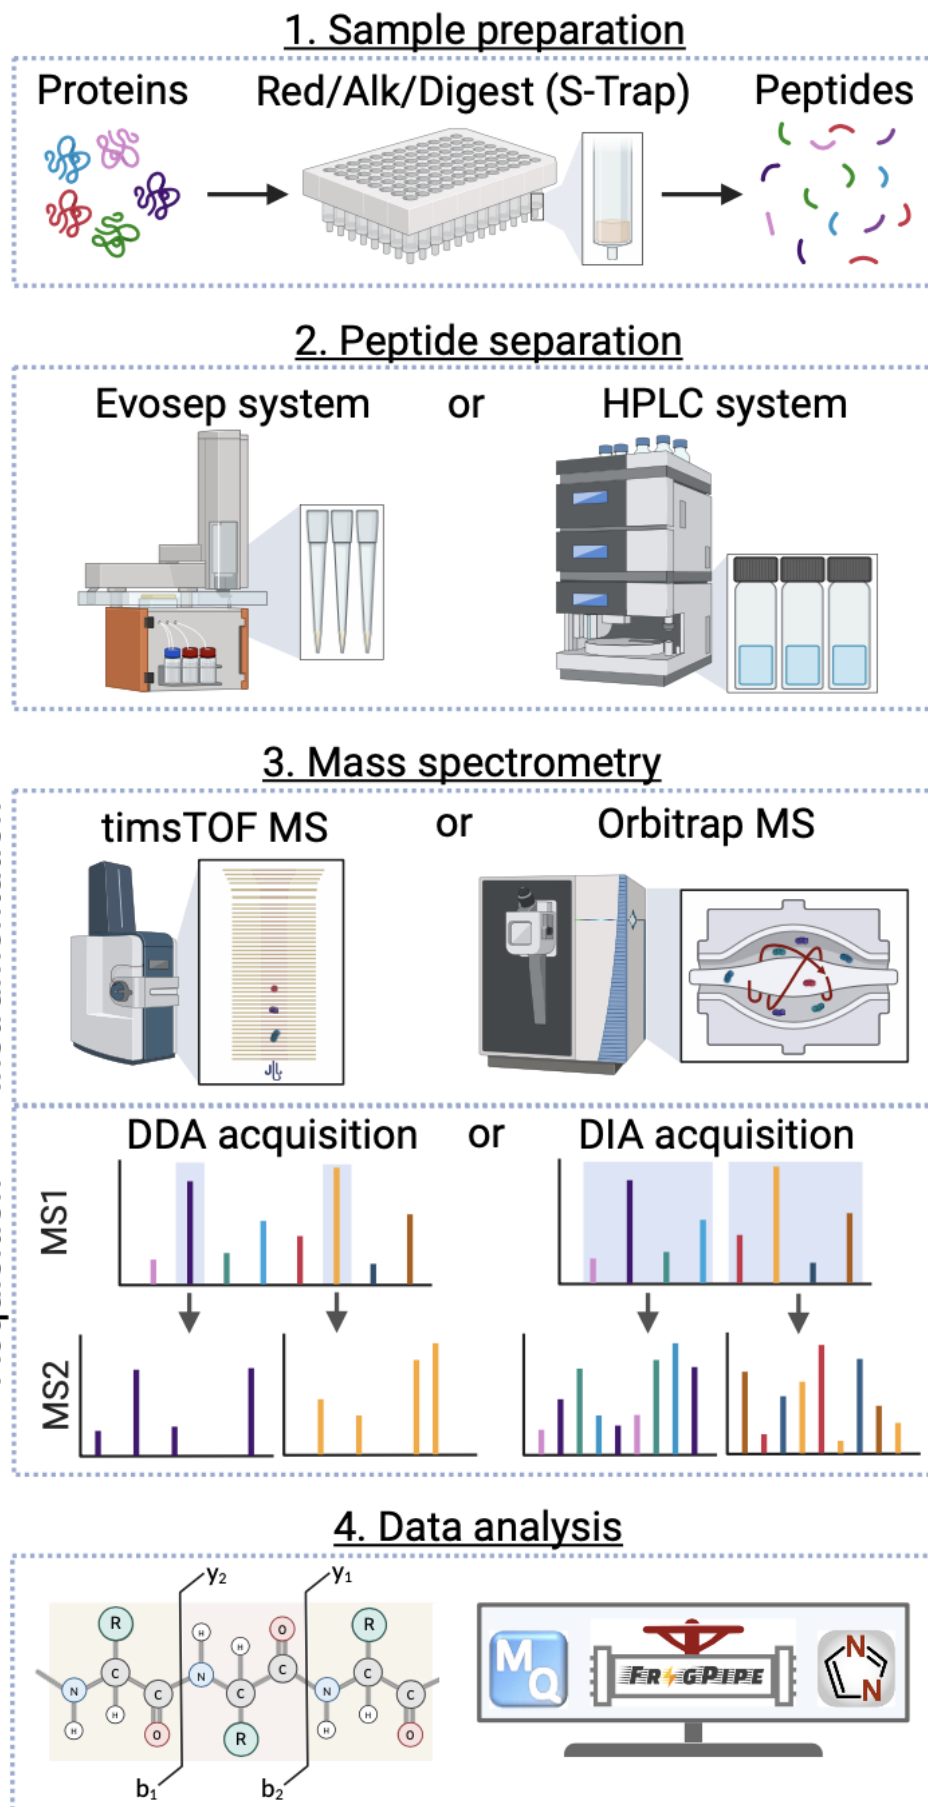 1. Sample preparation
Proteins
Red/Alk/Digest (S-Trap)
Peptides
2. Peptide separation
Evosep system
or
HPLC system
3. Mass spectrometry
timsTOF MS
or
Orbitrap MS
DDA acquisition
or
DIA acquisition
MS1
MS2
4. Data analysis
y2
y1
R
H
H
O
R
N
C
C
N
C
C
N
C
C
H
H
O
R
H
H
O
b1
b2
MQ
FRAGPIPE
N
N